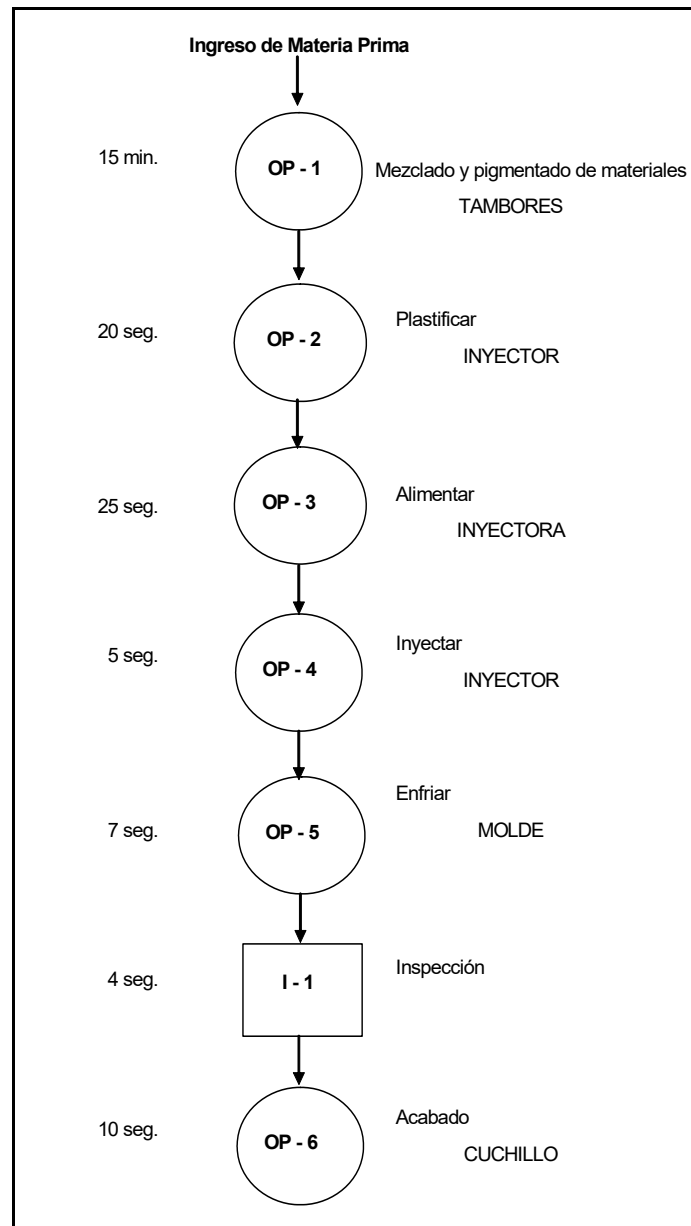 Ingreso de Materia Prima
15 min.
OP - 1
Mezclado y pigmentado de materiales
TAMBORES
20 seg.
OP - 2
Plastificar
INYECTOR
25 seg.
OP - 3
Alimentar
INYECTORA
5 seg.
OP - 4
Inyectar
INYECTOR
7 seg.
OP - 5
Enfriar
MOLDE
4 seg.
I - 1
Inspección
10 seg.
OP - 6
Acabado
CUCHILLO